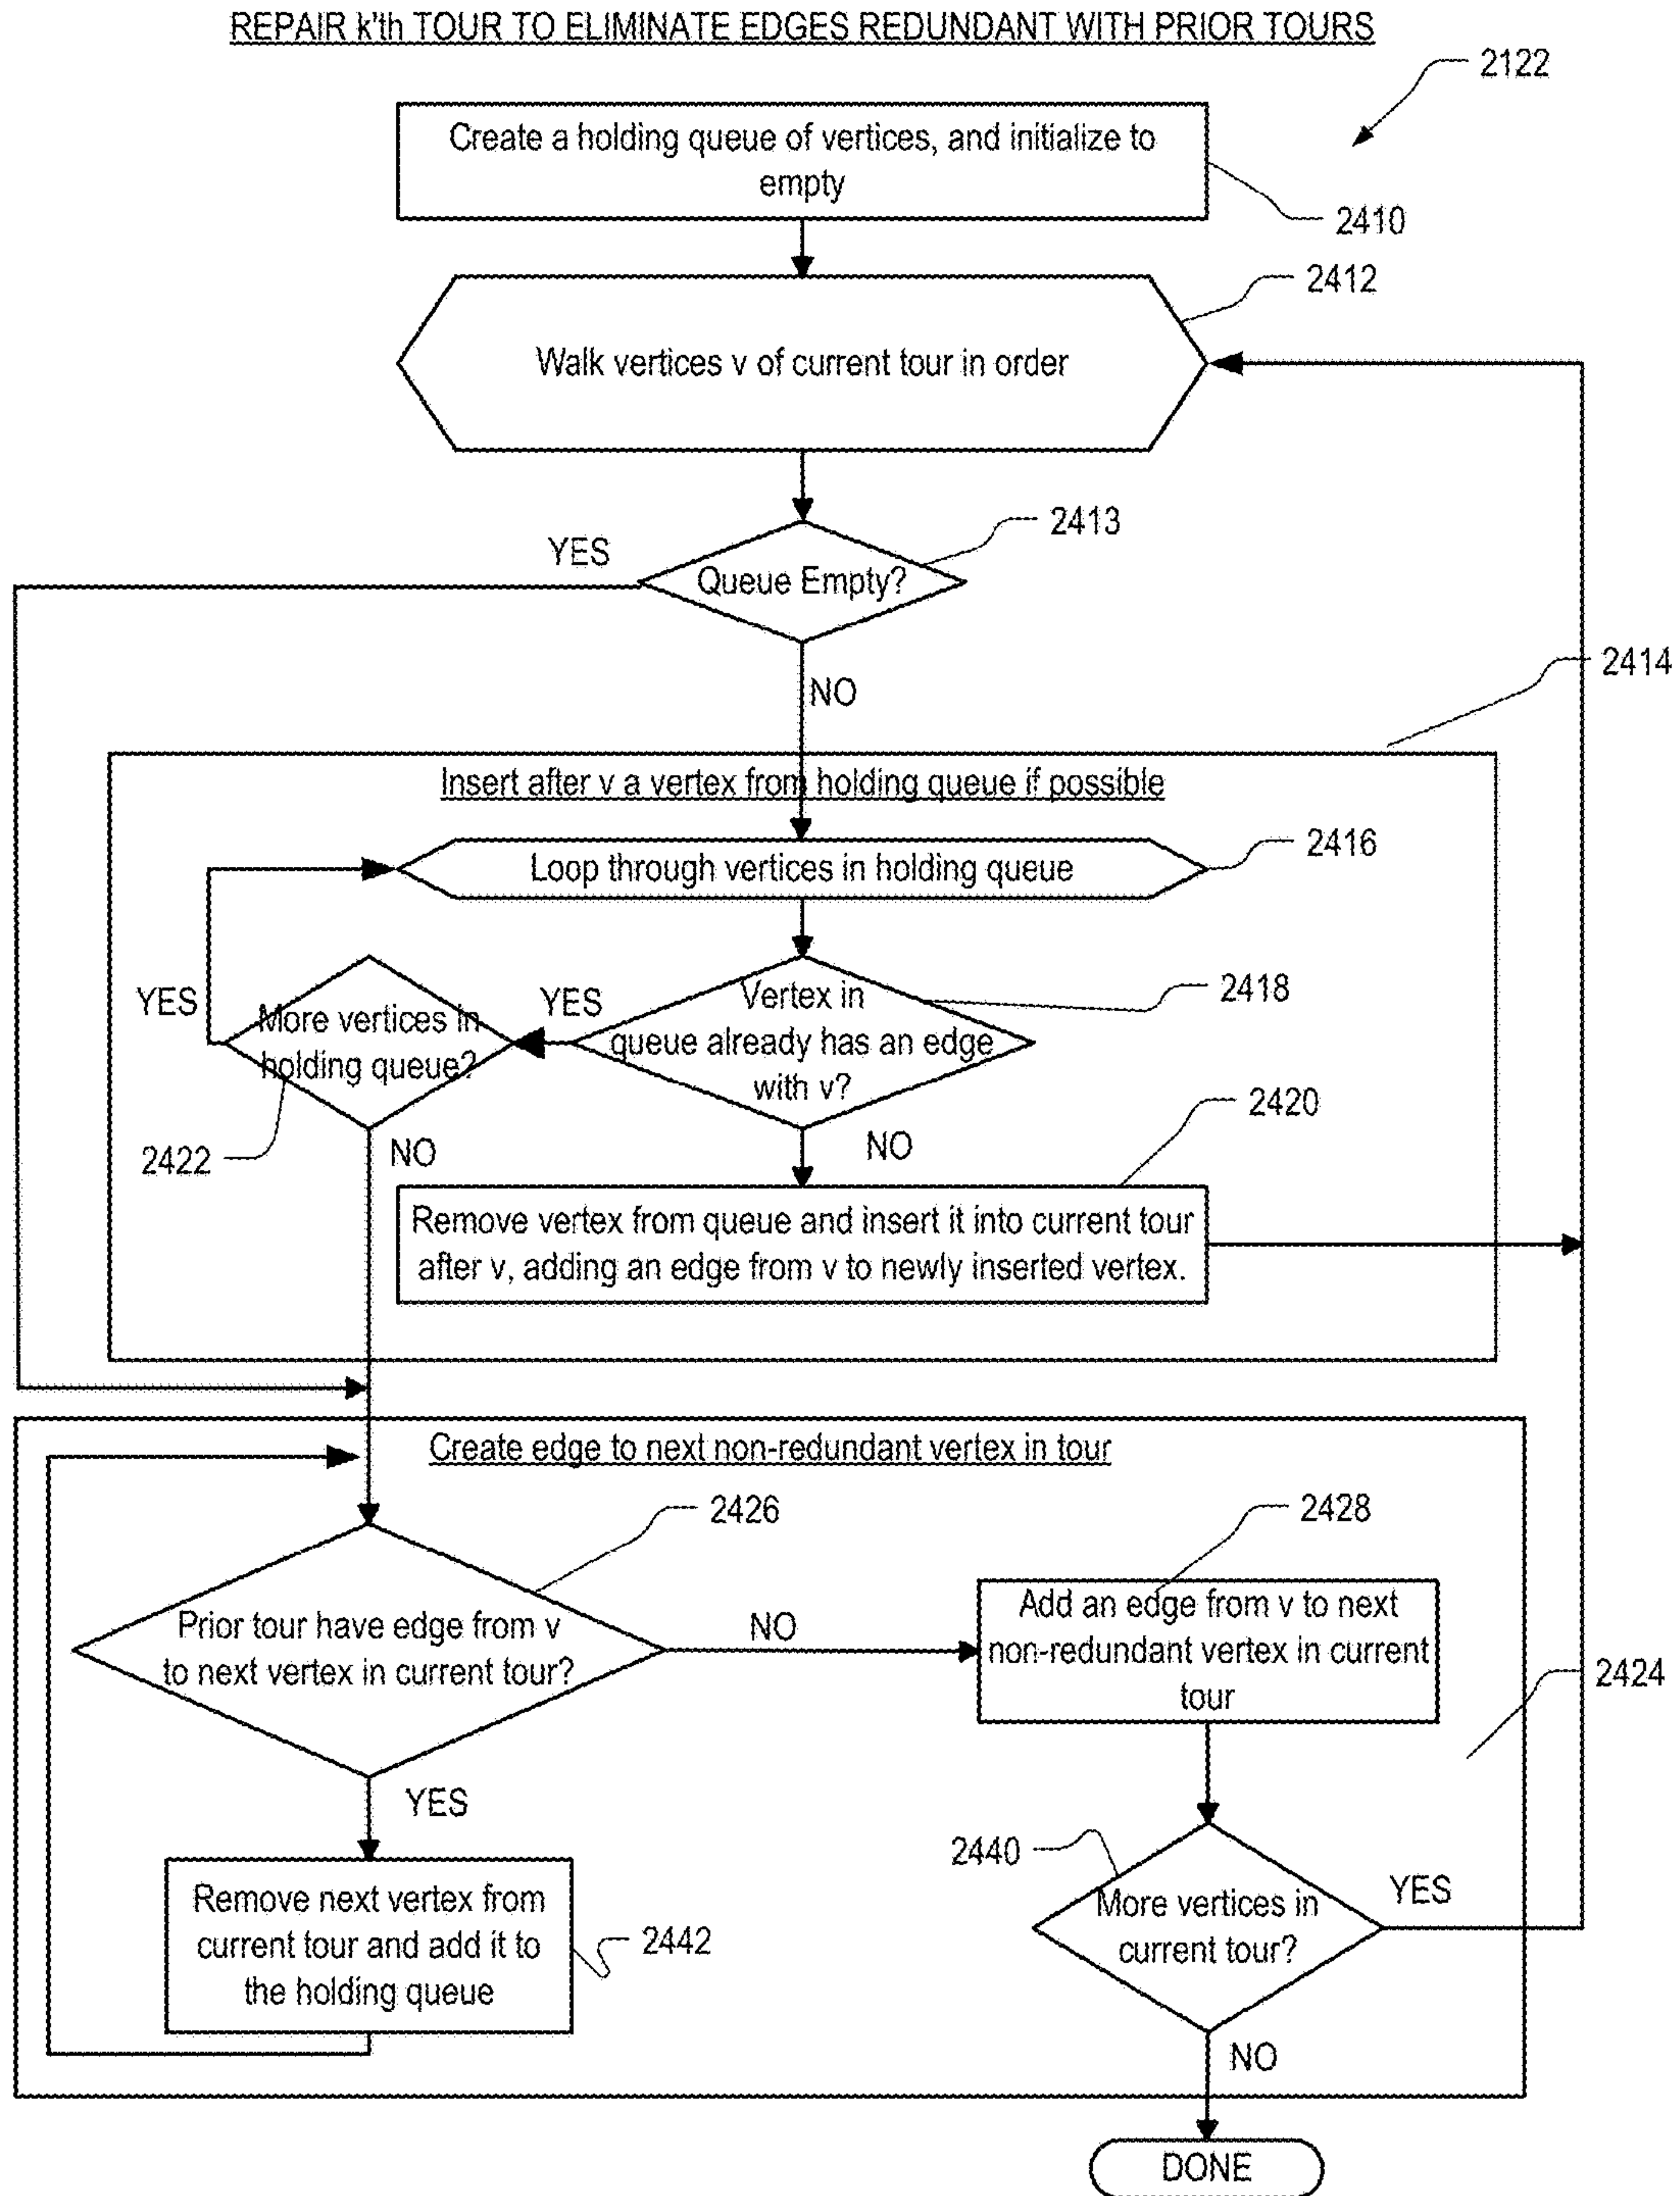 REPAIR k'th TOUR TO ELIMINATE EDGES REDUNDANT WITH PRIOR TOURS
2122
Create a holding queue of vertices, and initialize to
empty
2410
2412
Walk vertices v of current tour in order
2413
YES
Queue Empty?
2414
NO
Insert after v a vertex from holding queue if possible
2416
Loop through vertices in holding queue
2418
YES
More vertices in
holding queue?
YES
Vertex in
queue already has an edge
with v?
2420
2422
NO
NO
Remove vertex from queue and insert it into current tour
after v, adding an edge from v to newly inserted vertex.
Create edge to next non-redundant vertex in tour
2426
2428
Prior tour have edge from v
to next vertex in current tour?
NO
Add an edge from v to next
non-redundant vertex in current
tour
2424
YES
2440
More vertices in
current tour?
YES
Remove next vertex from
current tour and add it to
the holding queue
2442
NO
DONE